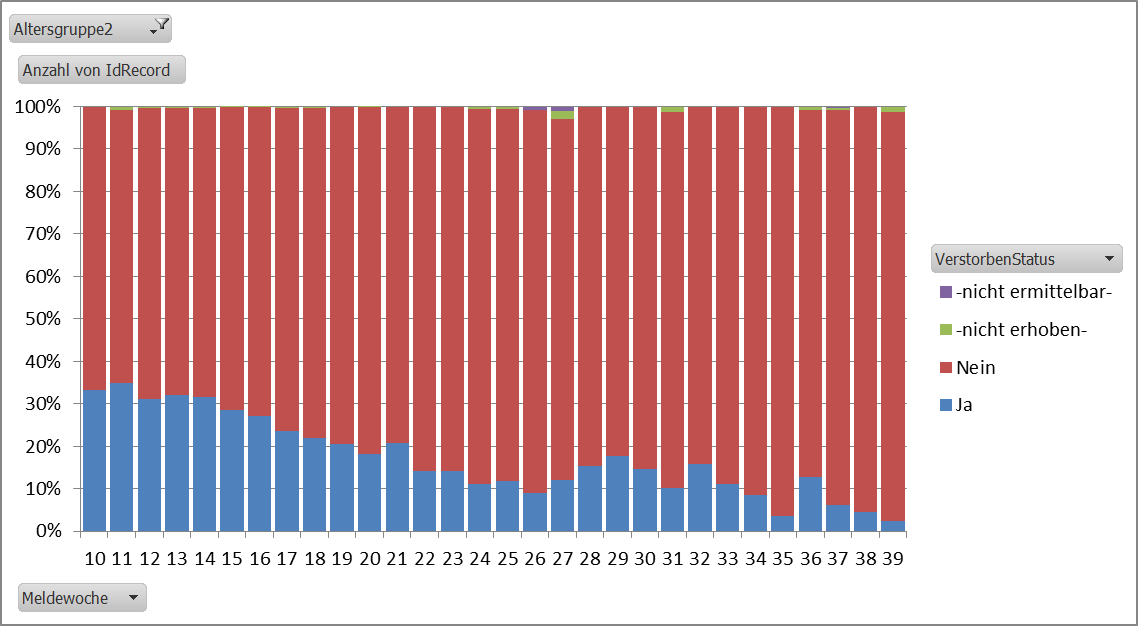 Altersgruppe2
Anzahl von IdRecord
100%
90%
80%
70%
60%
50%
40%
30%
20%
10%
0%
10 11 12 13 14 15 16 17 18 19 20 21 22 23 24 25 26 27 28 29 30 31 32 33 34 35 36 37 38 39
VerstorbenStatus
-nicht ermittelbar-
-nicht erhoben-
Nein
Ja
Meldewoche